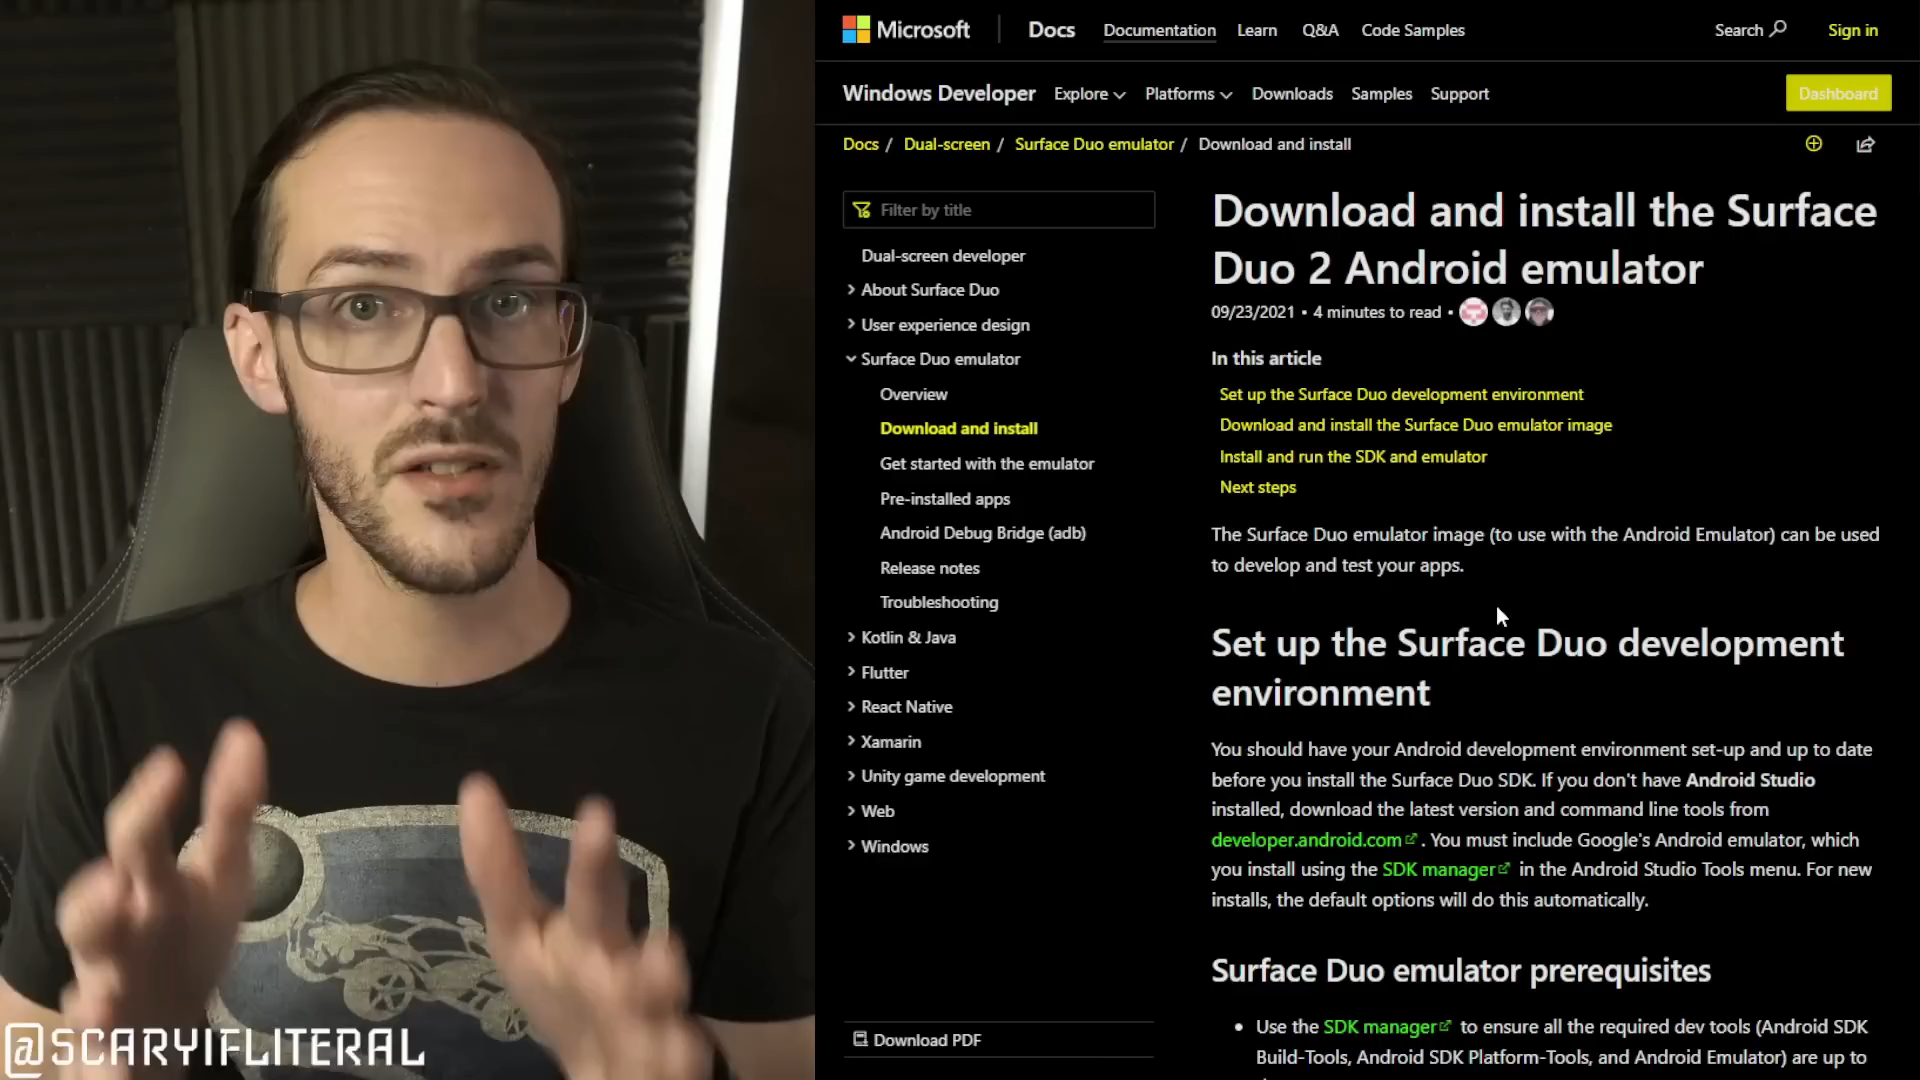 Microsoft
Docs
Documentation
Learn
Q&A
Code Samples
Search
Sign in
Windows Developer
Explore
Platforms
Downloads
Samples
Support
Dashboard
Docs / Dual-screen / Surface Duo emulator / Download and install
Filter by title
Dual-screen developer
About Surface Duo
User experience design
Surface Duo emulator
Overview
Download and install
Get started with the emulator
Pre-installed apps
Android Debug Bridge (adb)
Release notes
Troubleshooting
Kotlin & Java
Flutter
React Native
Xamarin
Unity game development
Web
Windows
Download PDF
Download and install the Surface
Duo 2 Android emulator
09/23/2021 • 4 minutes to read •
In this article
Set up the Surface Duo development environment
Download and install the Surface Duo emulator image
Install and run the SDK and emulator
Next steps
The Surface Duo emulator image (to use with the Android Emulator) can be used
to develop and test your apps.
Set up the Surface Duo development
environment
You should have your Android development environment set-up and up to date
before you install the Surface Duo SDK. If you don't have Android Studio
installed, download the latest version and command line tools from
developer.android.com . You must include Google's Android emulator, which
you install using the SDK manager in the Android Studio Tools menu. For new
installs, the default options will do this automatically.
Surface Duo emulator prerequisites
• Use the SDK manager to ensure all the required dev tools (Android SDK
Build-Tools, Android SDK Platform-Tools, and Android Emulator) are up to
@SCARYIFLITERAL